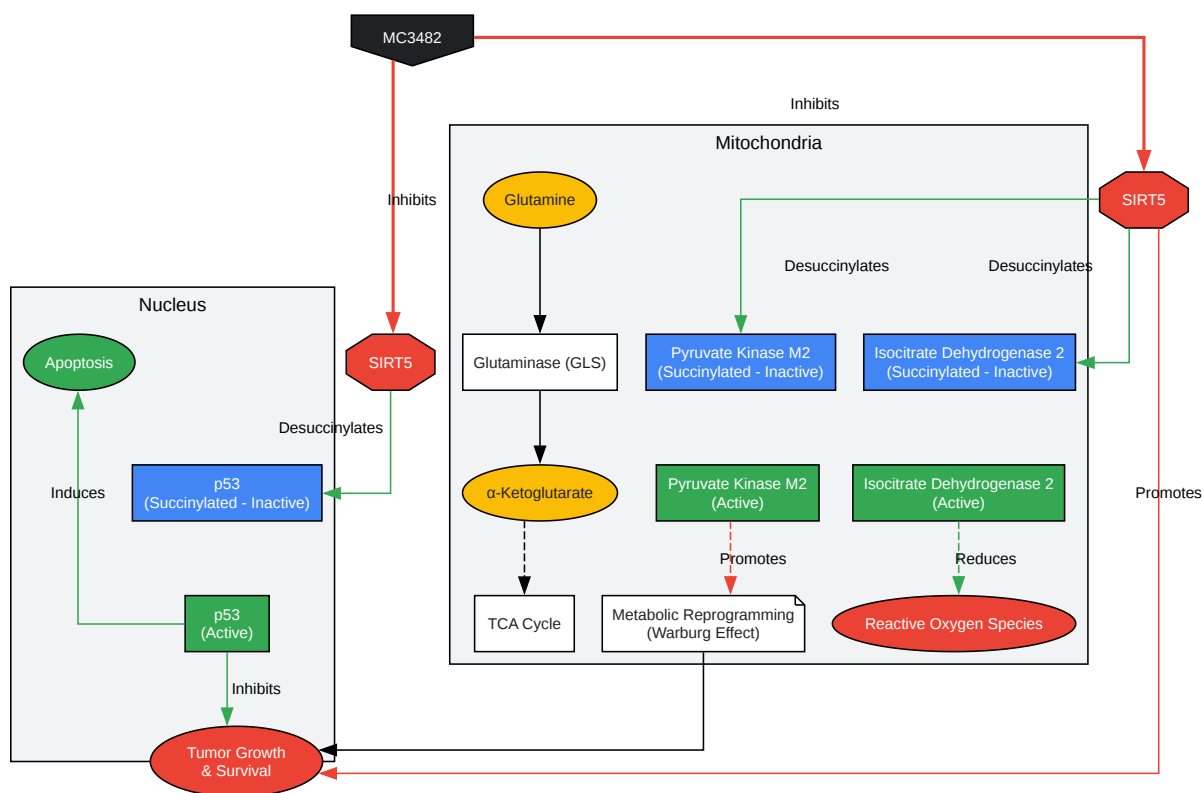 MC3482
Inhibits
Mitochondria
Inhibits
Glutamine
SIRT5
Desuccinylates
Desuccinylates
Nucleus
Apoptosis
SIRT5
Glutaminase (GLS)
Pyruvate Kinase M2
(Succinylated - Inactive)
Isocitrate Dehydrogenase 2
(Succinylated - Inactive)
Desuccinylates
p53
(Succinylated - Inactive)
Induces
α-Ketoglutarate
Pyruvate Kinase M2
(Active)
Isocitrate Dehydrogenase 2
(Active)
Promotes
Promotes
Reduces
p53
(Active)
TCA Cycle
Metabolic Reprogramming
(Warburg Effect)
Reactive Oxygen Species
Inhibits
Tumor Growth
& Survival